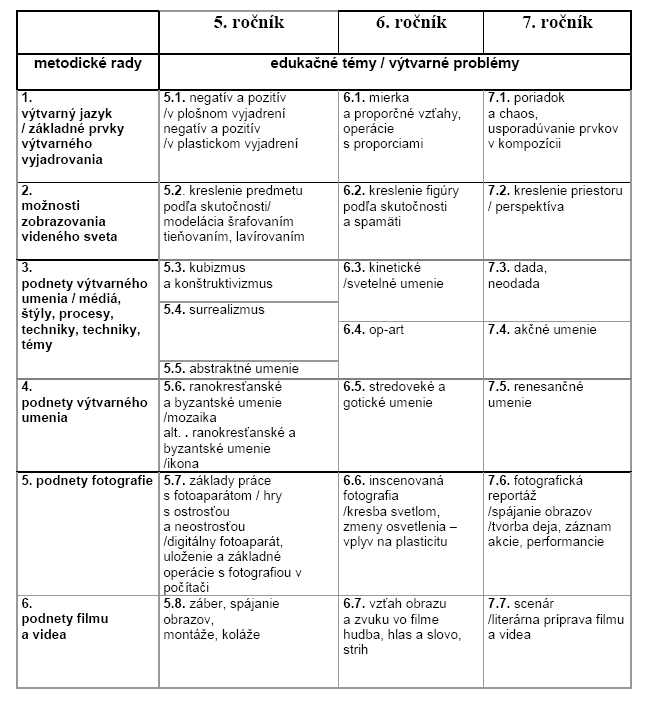 5. ročník 6. ročník 7. ročník
metodické rady edukačné témy / výtvarné problémy
1.
výtvarný jazyk
/ základné prvky
výtvarného
vyjadrovania
5.1. negatív a pozitív
/v plošnom vyjadrení
negatív a pozitív
/v plastickom vyjadrení
6.1. mierka
a proporčné vzťahy,
operácie
s proporciami
7.1. poriadok
a chaos,
usporadúvanie prvkov
v kompozícii
2.
možnosti
zobrazovania
videného sveta
5.2. kreslenie predmetu
podľa skutočnosti/
modelácia šrafovaním
tieňovaním, lavírovaním
6.2. kreslenie figúry
podľa skutočnosti
a spamäti
7.2. kreslenie priestoru
/ perspektíva
3.
podnety výtvarného
umenia / médiá,
štýly, procesy,
techniky, techniky,
témy
5.3. kubizmus
a konštruktivizmus
5.4. surrealizmus
5.5. abstraktné umenie
6.3. kinetické
/svetelné umenie
6.4. op-art
7.3. dada,
neodada
7.4. akčné umenie
4.
podnety výtvarného
umenia
5.6. ranokresťanské
a byzantské umenie
/mozaika
alt. . ranokresťanské a
byzantské umenie
/ikona
6.5. stredoveké a
gotické umenie
7.5. renesančné
umenie
5. podnety fotografie
5.7. základy práce
s fotoaparátom / hry
s ostrosťou
a neostrosťou
/digitálny fotoaparát,
uloženie a základné
operácie s fotografiou v
počítači
6.6. inscenovaná
fotografia
/kresba svetlom,
zmeny osvetlenia –
vplyv na plasticitu
7.6. fotografická
reportáž
/spájanie obrazov
/tvorba deja, záznam
akcie, performancie
6.
podnety filmu
a videa
5.8. záber, spájanie
obrazov,
montáže, koláže
6.7. vzťah obrazu
a zvuku vo filme
hudba, hlas a slovo,
strih
7.7. scenár
/literárna príprava filmu
a videa